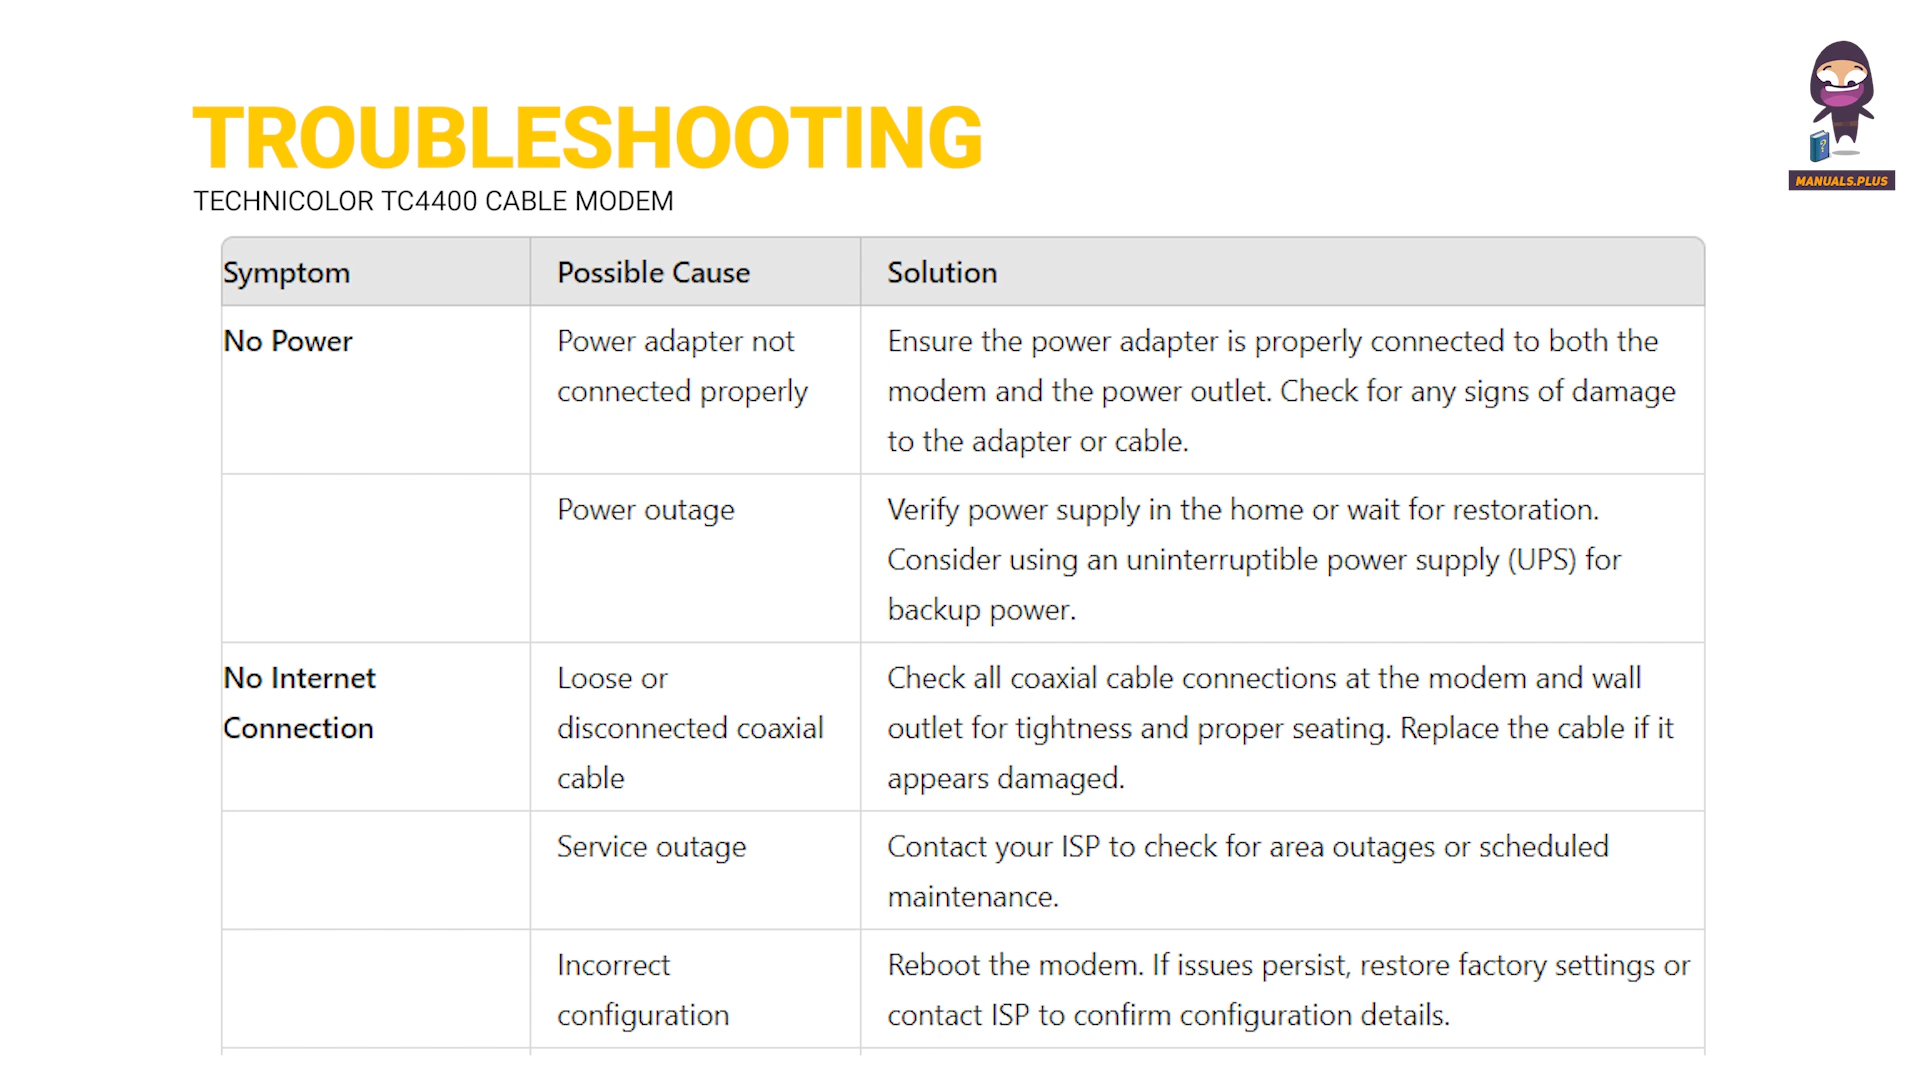 TROUBLESHOOTING
TECHNICOLOR TC4400 CABLE MODEM
?
MANUALS.PLUS
Symptom
Possible Cause
Solution
No Power
Power adapter not
connected properly
Ensure the power adapter is properly connected to both the
modem and the power outlet. Check for any signs of damage
to the adapter or cable.
Power outage
Verify power supply in the home or wait for restoration.
Consider using an uninterruptible power supply (UPS) for
backup power.
No Internet
Connection
Loose or
disconnected coaxial
cable
Check all coaxial cable connections at the modem and wall
outlet for tightness and proper seating. Replace the cable if it
appears damaged.
Service outage
Contact your ISP to check for area outages or scheduled
maintenance.
Incorrect
configuration
Reboot the modem. If issues persist, restore factory settings or
contact ISP to confirm configuration details.